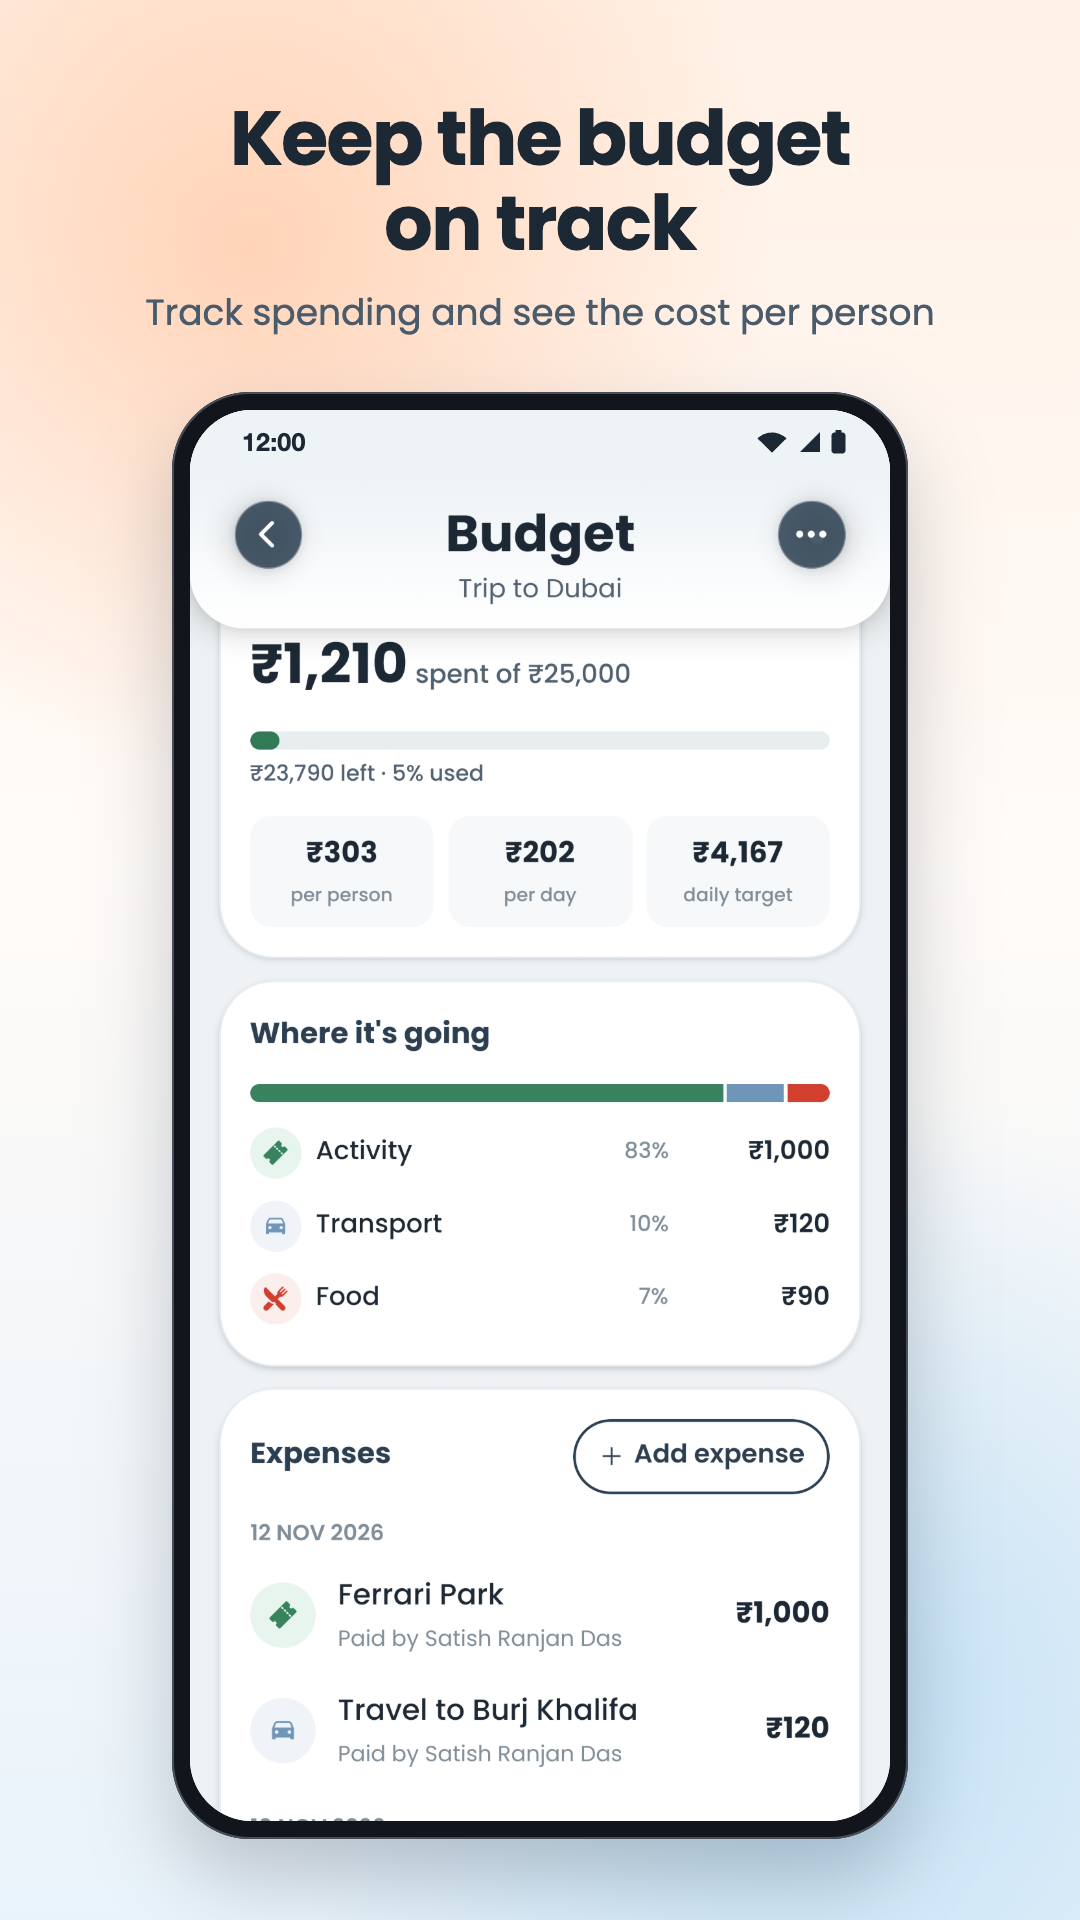 Keep the budget
on track
Track spending and see the cost per person
12:00
Budget
Trip to Dubai
₹1,210 spent of ₹25,000
₹23,790 left · 5% used
₹303 ₹202 ₹4,167
per person per day daily target
Where it's going
Activity 83% ₹1,000
Transport 10% ₹120
Food 7% ₹90
Expenses + Add expense
12 NOV 2026
Ferrari Park ₹1,000
Paid by Satish Ranjan Das
Travel to Burj Khalifa ₹120
Paid by Satish Ranjan Das